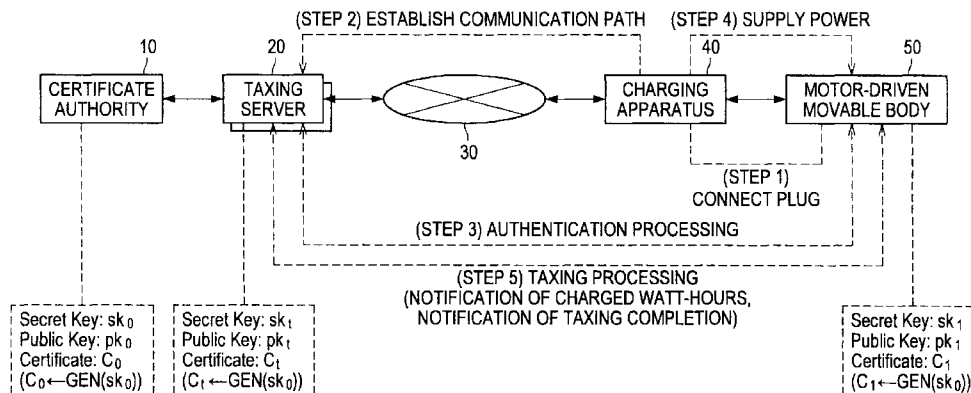 (STEP 2) ESTABLISH COMMUNICATION PATH
(STEP 4) SUPPLY POWER
10
20
40
50
CERTIFICATE
AUTHORITY
TAXING
SERVER
CHARGING
APPARATUS
MOTOR-DRIVEN
MOVABLE BODY
30
(STEP 1)
CONNECT PLUG
(STEP 3) AUTHENTICATION PROCESSING
(STEP 5) TAXING PROCESSING
(NOTIFICATION OF CHARGED WATT-HOURS,
NOTIFICATION OF TAXING COMPLETION)
Secret Key: sk₀
Public Key: pk₀
Certificate: C₀
(C₀←GEN(sk₀))
Secret Key: skₜ
Public Key: pkₜ
Certificate: Cₜ
(Cₜ←GEN(sk₀))
Secret Key: sk₁
Public Key: pk₁
Certificate: C₁
(C₁←GEN(sk₀))